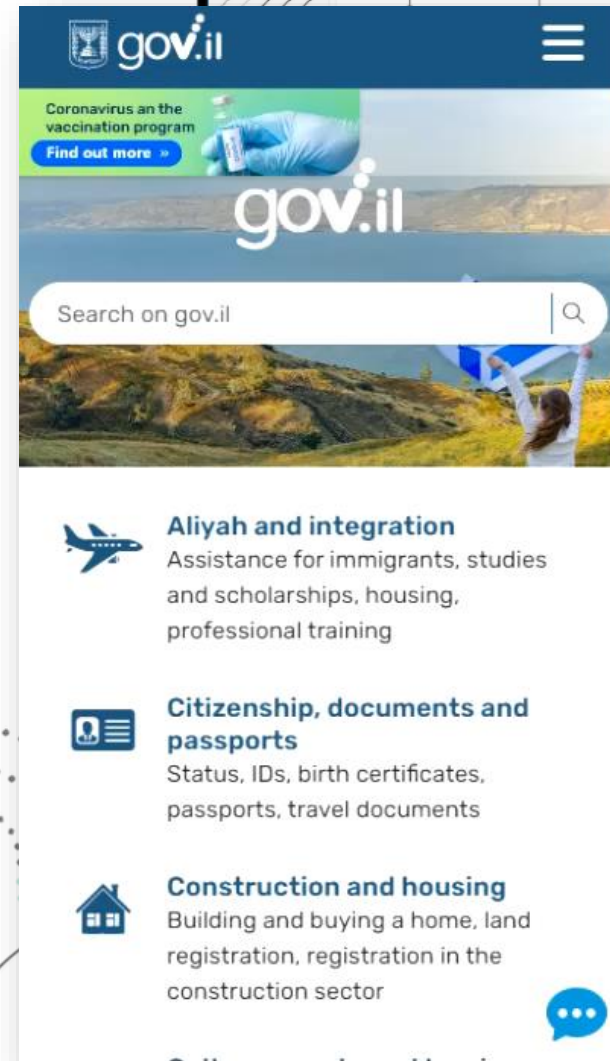 gov.il
Coronavirus an the
vaccination program
Find out more »
gov.il
Search on gov.il
Aliyah and integration
Assistance for immigrants, studies
and scholarships, housing,
professional training
Citizenship, documents and
passports
Status, IDs, birth certificates,
passports, travel documents
Construction and housing
Building and buying a home, land
registration, registration in the
construction sector